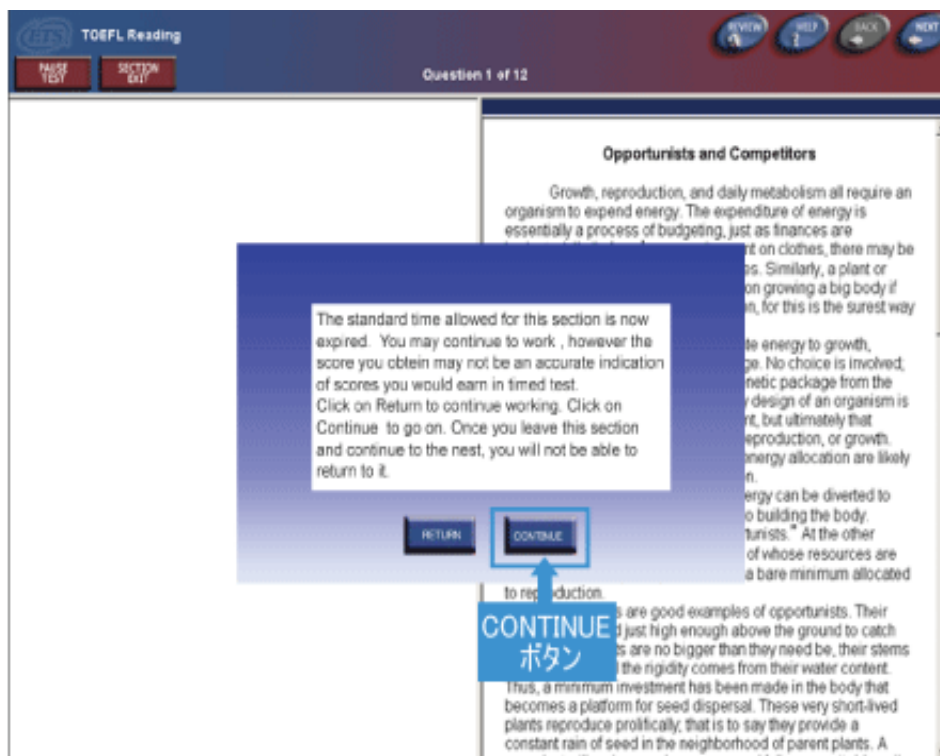 ETS
TOEFL Reading
REVIEW
HELP
BACK
NEXT
PAUSE
TEST
SECTION
EXIT
Question 1 of 12
Opportunists and Competitors
Growth, reproduction, and daily metabolism all require an
organism to expend energy. The expenditure of energy is
essentially a process of budgeting, just as finances are
nt on clothes, there may be
es. Similarly, a plant or
on growing a big body if
n, for this is the surest way
te energy to growth,
ge. No choice is involved;
netic package from the
y design of an organism is
nt, but ultimately that
eproduction, or growth.
energy allocation are likely
n.
ergy can be diverted to
o building the body.
tunists." At the other
of whose resources are
a bare minimum allocated
to rep duction.
s are good examples of opportunists. Their
d just high enough above the ground to catch
ts are no bigger than they need be, their stems
the rigidity comes from their water content.
Thus, a minimum investment has been made in the body that
becomes a platform for seed dispersal. These very short-lived
plants reproduce prolifically; that is to say they provide a
constant rain of seed in the neighborhood of parent plants. A
The standard time allowed for this section is now
expired. You may continue to work , however the
score you obtein may not be an accurate indication
of scores you would earn in timed test.
Click on Return to continue working. Click on
Continue to go on. Once you leave this section
and continue to the nest, you will not be able to
return to it.
RETURN
CONTINUE
CONTINUE
ボタン